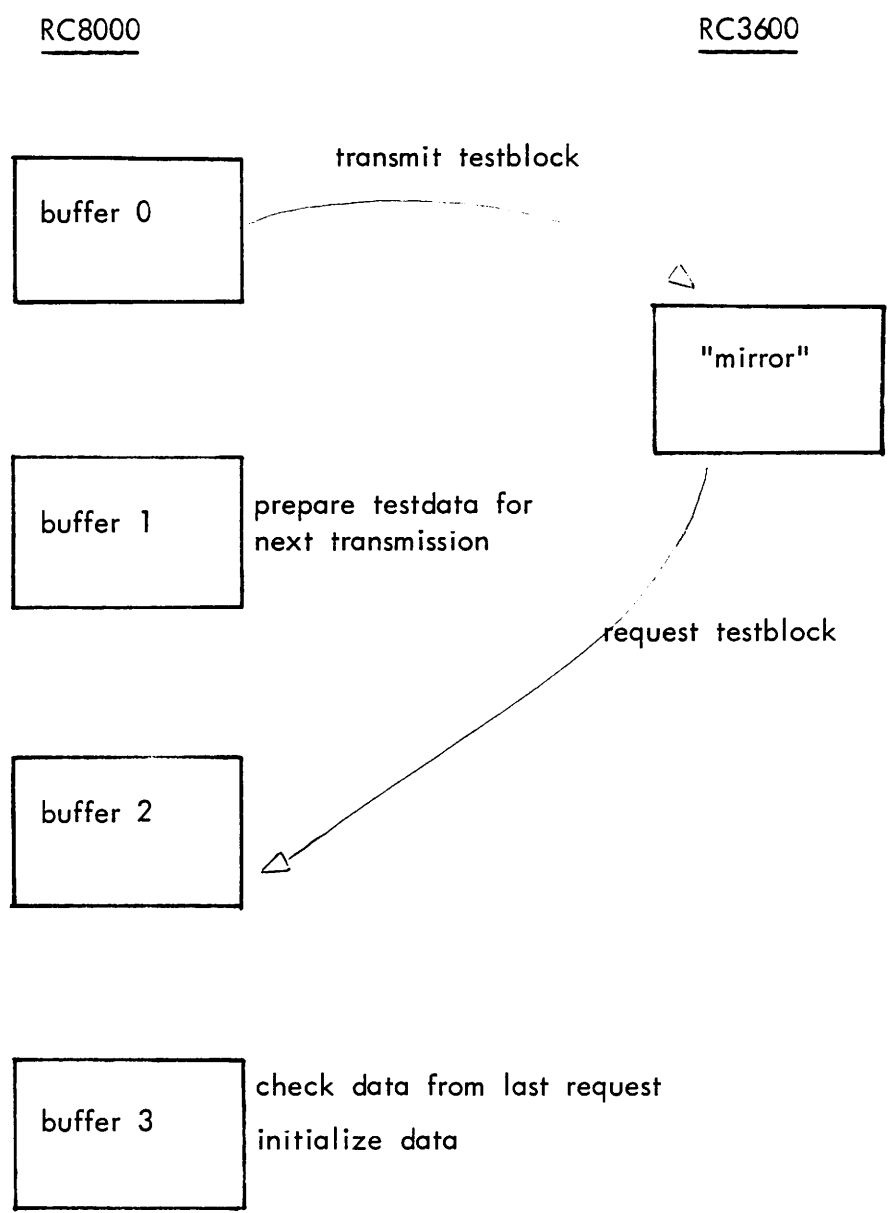 RC8000
RC3600
transmit testblock
buffer 0
"mirror"
buffer 1
prepare testdata for
next transmission
request testblock
buffer 2
buffer 3
check data from last request
initialize data